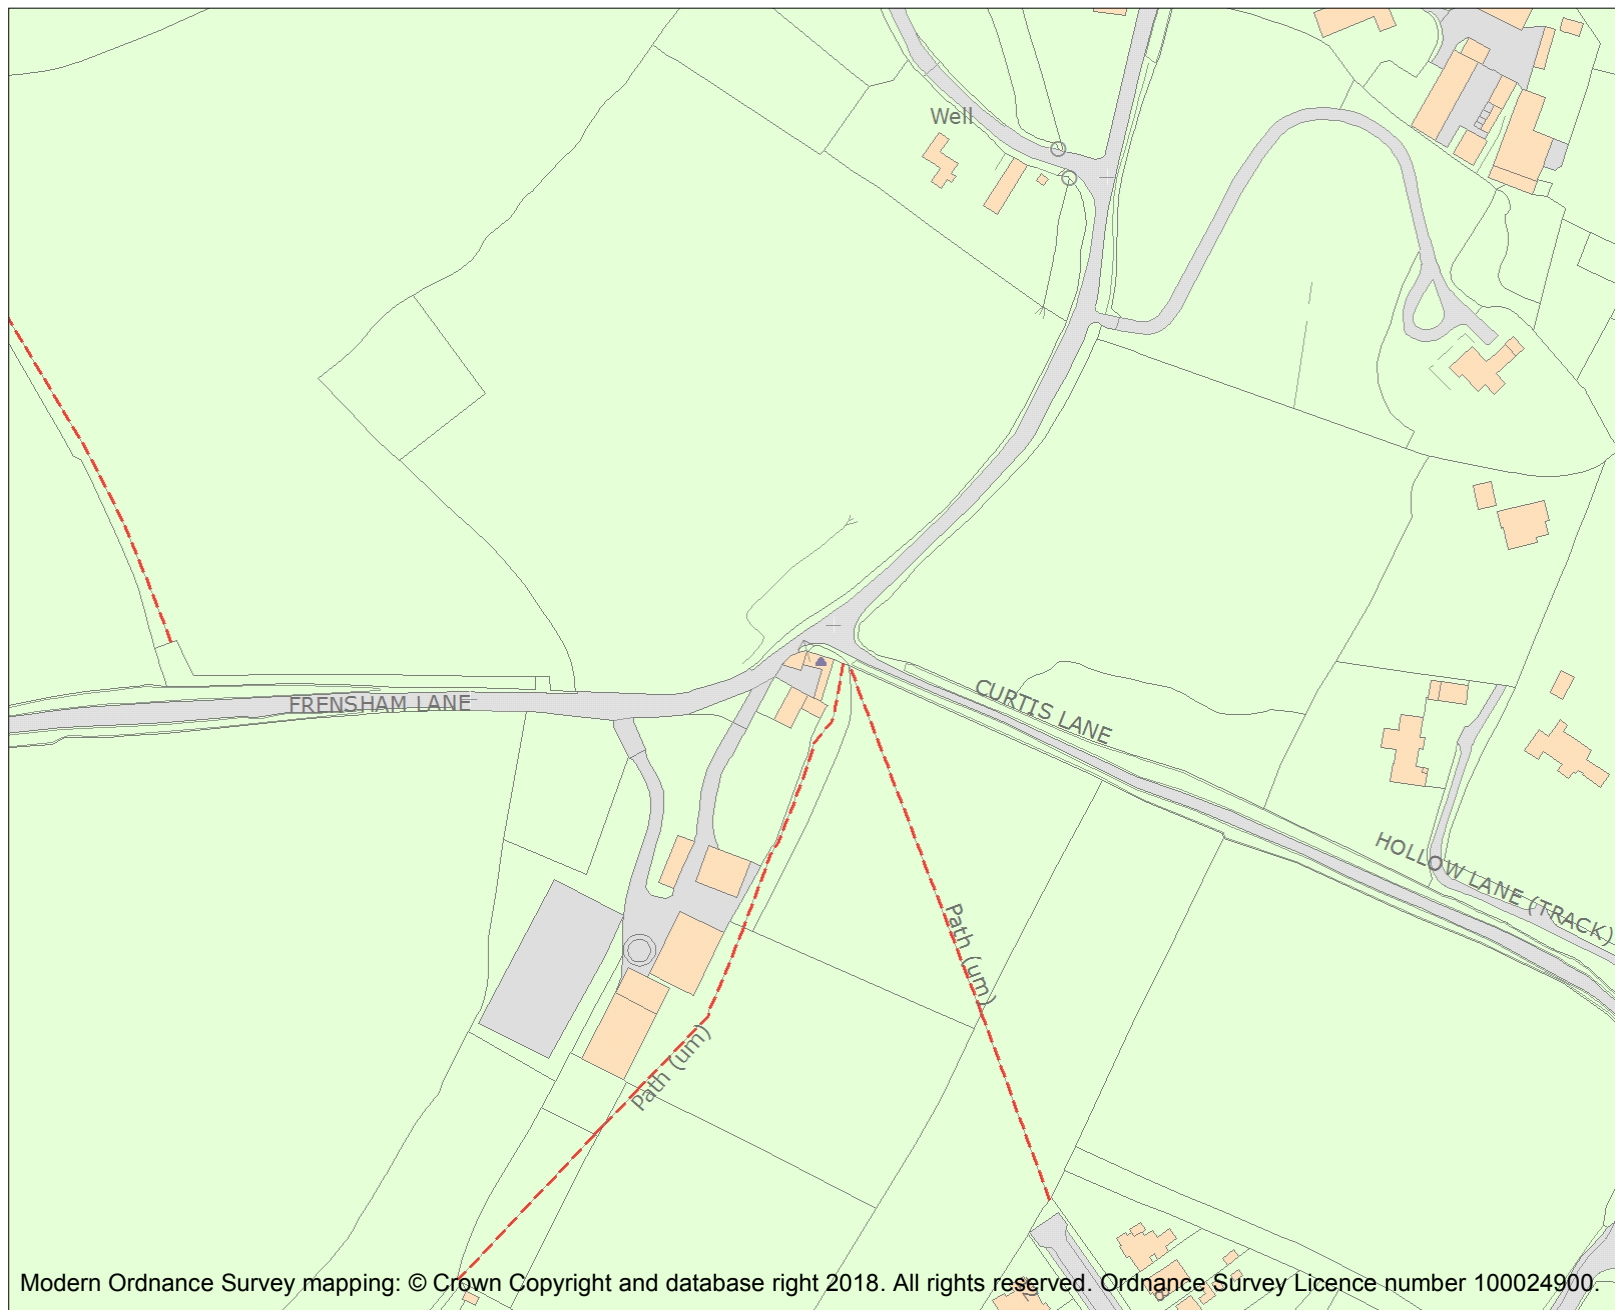 Well
FRENSHAM LANE
CURTIS LANE
HOLLOW LANE (TRACK)
Path (um)
Path (um)
Modern Ordnance Survey mapping: © Crown Copyright and database right 2018. All rights reserved. Ordnance Survey Licence number 100024900.